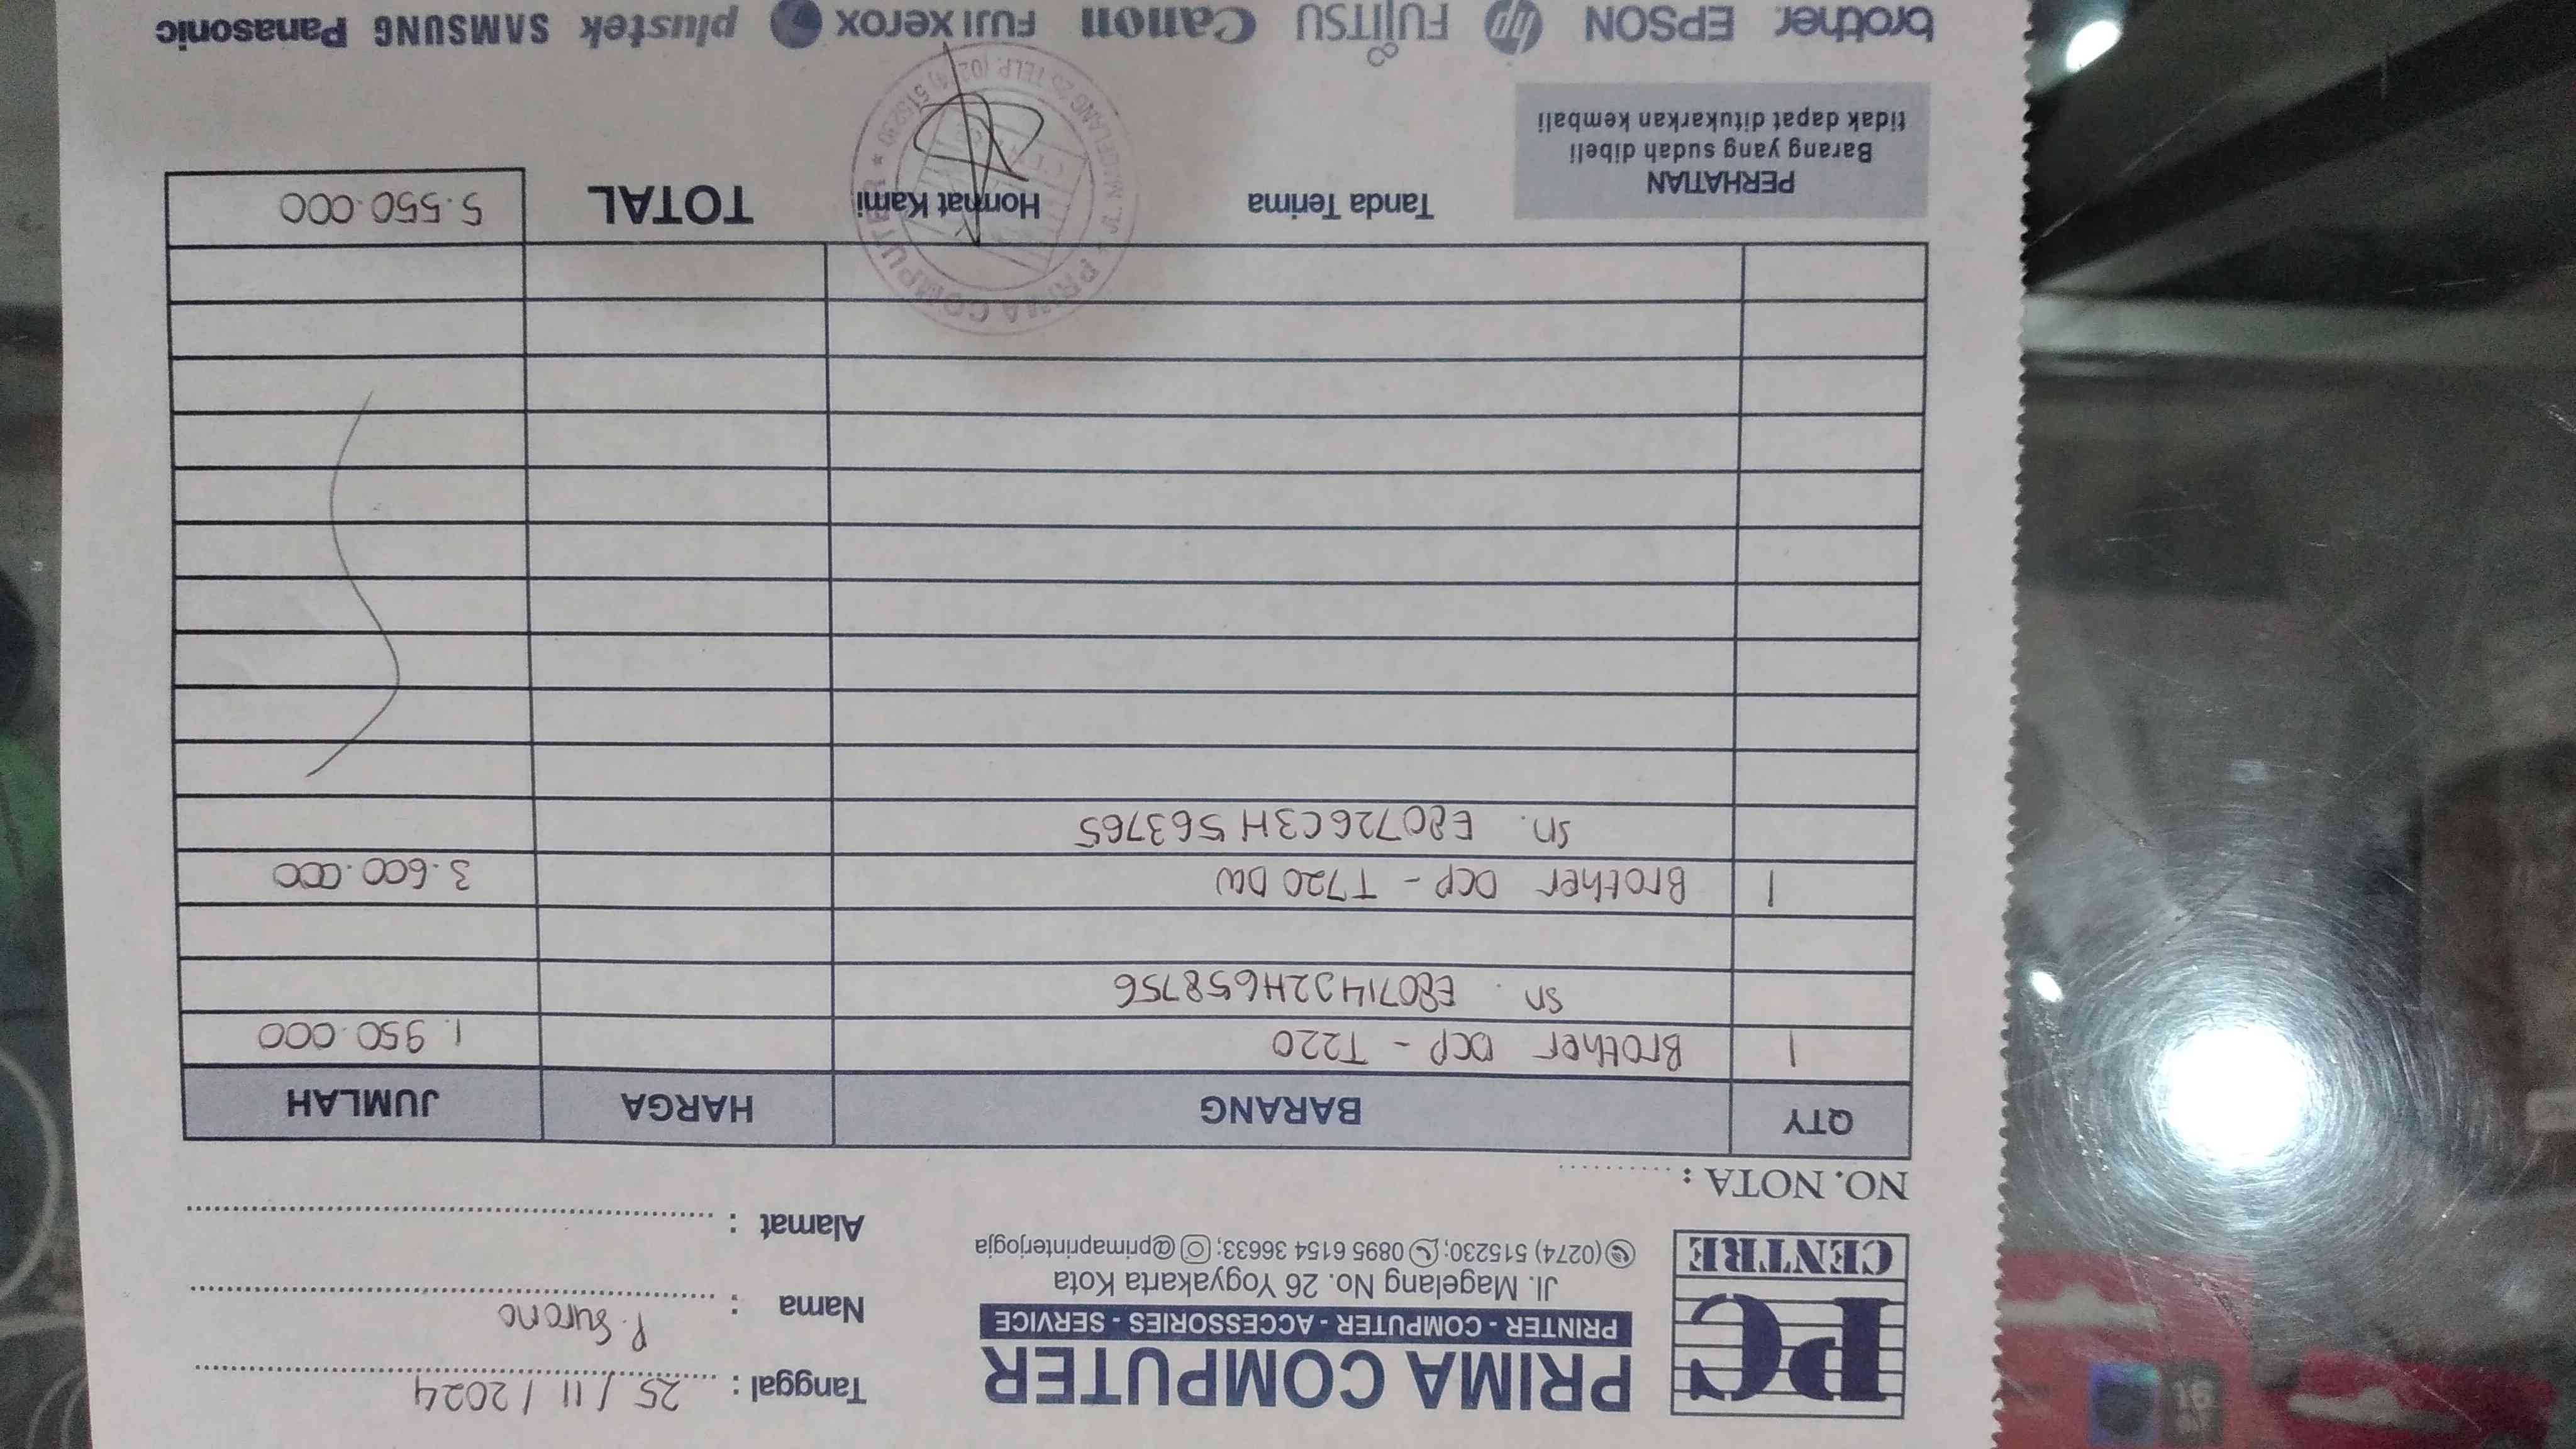 PC
CENTRE
PRIMA COMPUTER
PRINTER - COMPUTER - ACCESSORIES - SERVICE
Jl. Magelang No. 26 Yogyakarta Kota
(0274) 515230; 0895 6154 36633; @primaprinterjogja
Tanggal : 25 / 11 / 2024
Nama : P. Surono
Alamat :
NO. NOTA :
QTY BARANG HARGA JUMLAH
1 Brother DCP - T220 1.950.000
sn.
1 Brother DCP - T720 DW 3.600.000
sn. E80726C3H563765
PERHATIAN
Barang yang sudah dibeli
tidak dapat ditukarkan kembali
Tanda Terima
Hormat Kami
PRIMA COMPUTER
TOTAL 5.550.000
brother EPSON hp FUJITSU Canon FUJI XEROX plustek SAMSUNG Panasonic